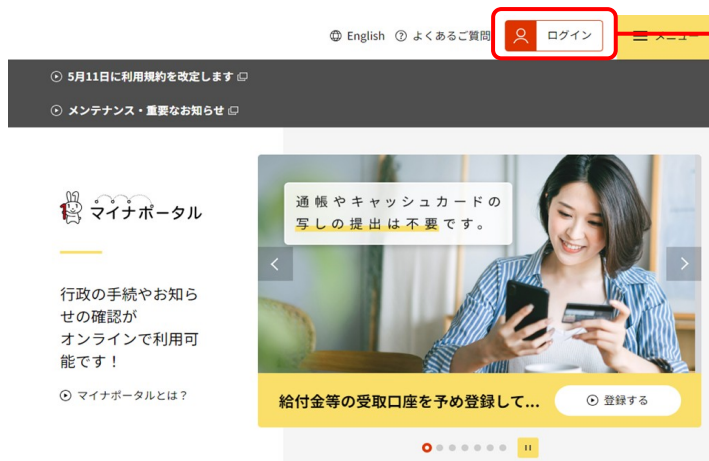 English
よくあるご質問
ログイン
メニュー
5月11日に利用規約を改定します
メンテナンス・重要なお知らせ
マイナポータル
通帳やキャッシュカードの
写しの提出は不要です。
行政の手続やお知ら
せの確認が
オンラインで利用可
能です！
マイナポータルとは？
給付金等の受取口座を予め登録して...
登録する